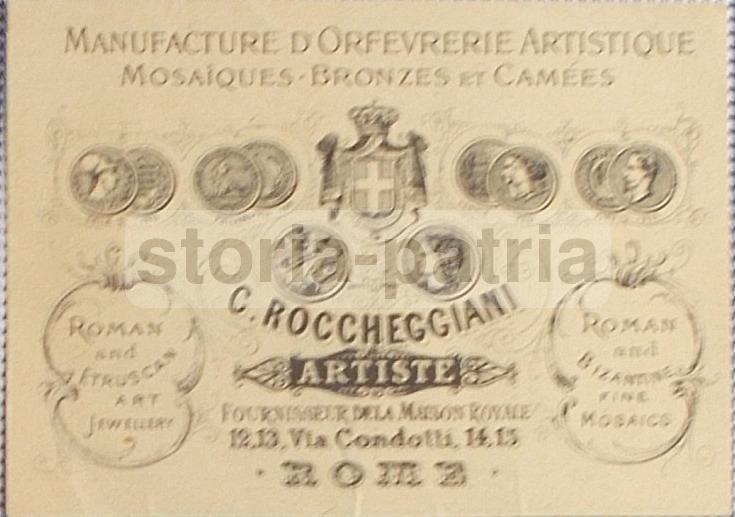 MANUFACTURE D'ORFEVRERIE ARTISTIQUE
MOSAÏQUES - BRONZES ET CAMÉES
storia-patria
C. ROCCHEGGIANI
ARTISTE
FOURNISSEUR DE LA MAISON ROYALE
12, 13, Via Condotti, 14, 15
· ROME ·
ROMAN
and
ETRUSCAN
ART
JEWELLERY
ROMAN
and
BIZANTINE
FINE
MOSAICS